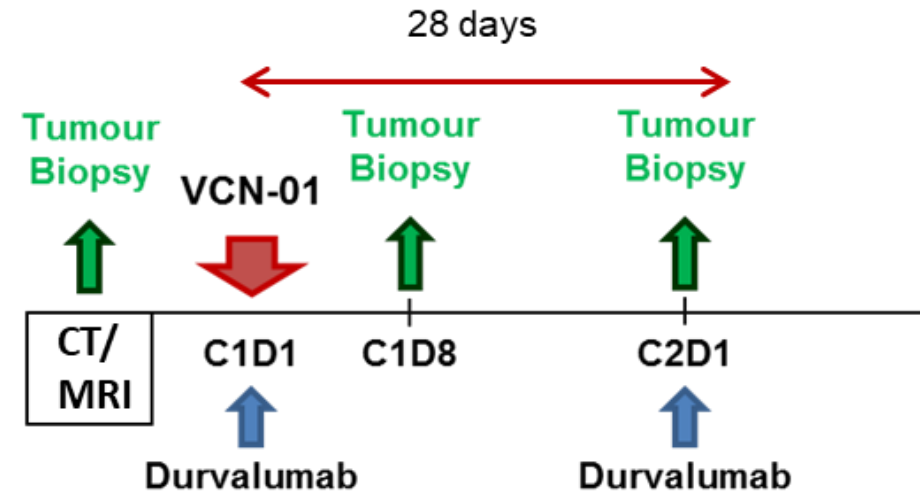 28 days
Tumour
Biopsy
Tumour
Biopsy
Tumour
Biopsy
VCN-01
CT/
MRI
C1D1
C1D8
C2D1
Durvalumab
Durvalumab